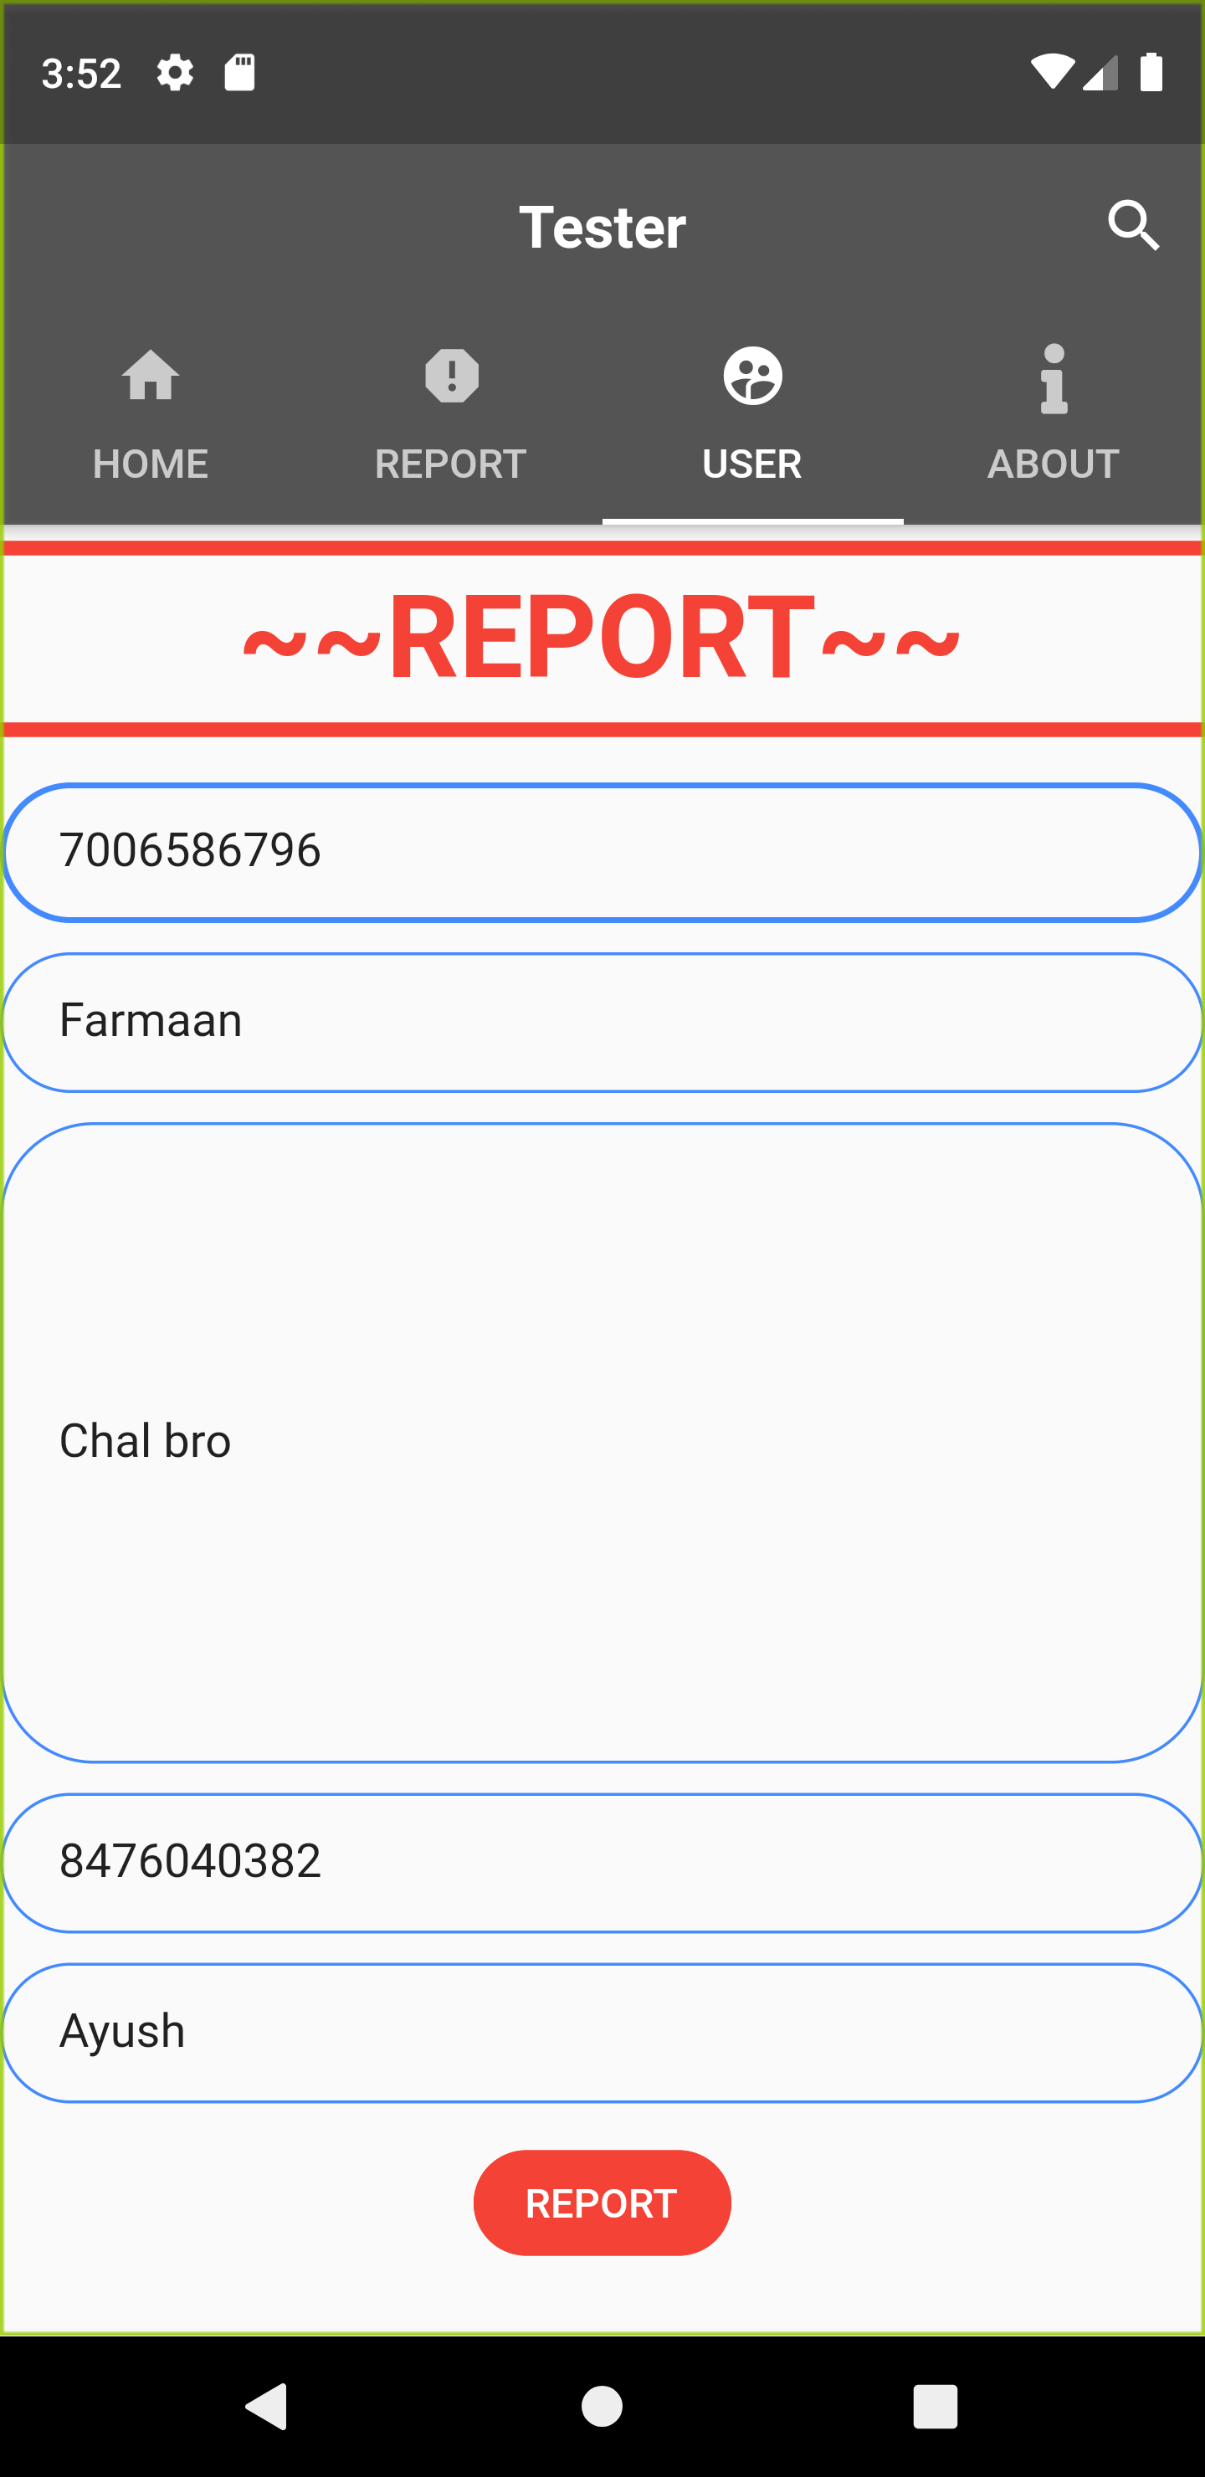 3:52
Tester
HOME REPORT USER ABOUT
~~REPORT~~
7006586796
Farmaan
Chal bro
8476040382
Ayush
REPORT